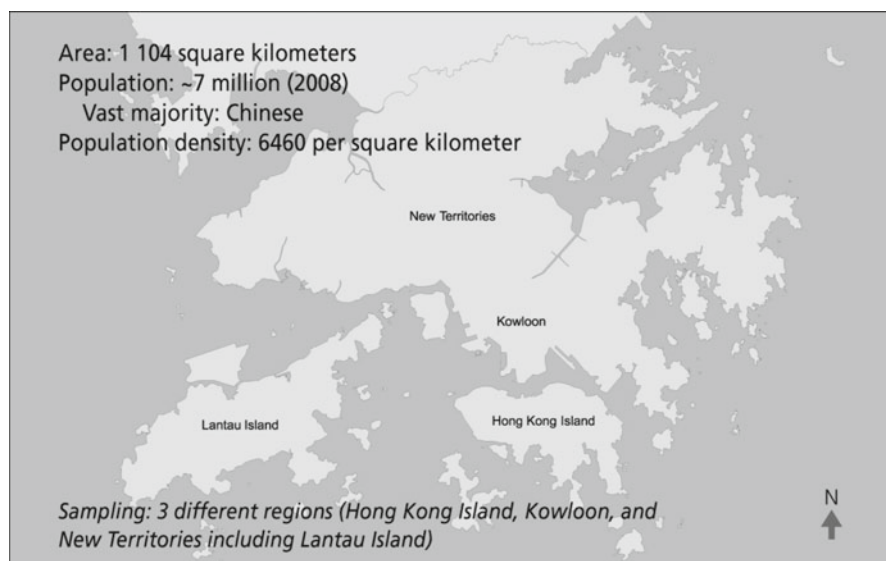 Area: 1 104 square kilometers
Population: ~7 million (2008)
Vast majority: Chinese
Population density: 6460 per square kilometer
New Territories
Kowloon
Lantau Island
Hong Kong Island
Sampling: 3 different regions (Hong Kong Island, Kowloon, and
New Territories including Lantau Island)
N